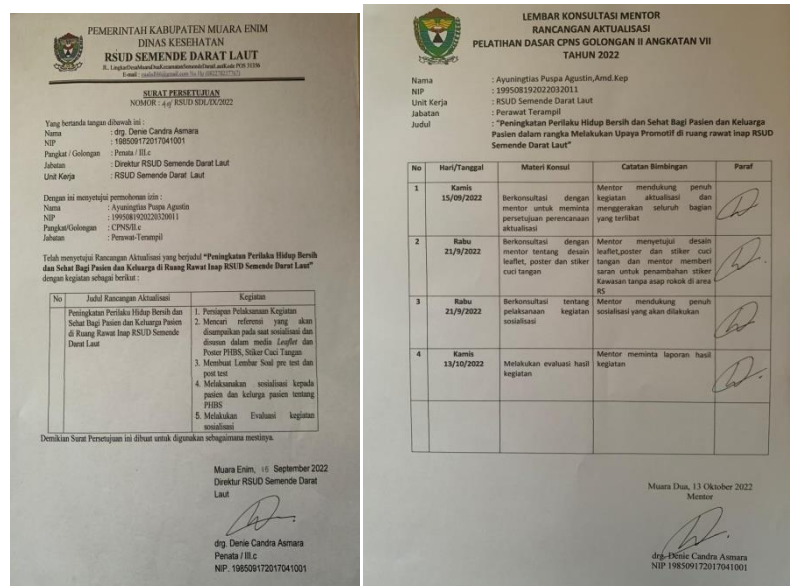 PEMERINTAH KABUPATEN MUARA ENIM
DINAS KESEHATAN
RSUD SEMENDE DARAT LAUT
SURAT PERSETUJUAN
NOMOR : RSUD SDL/IX/2022
Yang bertanda tangan dibawah ini :
Nama : drg. Denie Candra Asmara
NIP : 198509172017041001
Pangkat / Golongan : Penata / III.c
Jabatan : Direktur RSUD Semende Darat Laut
Unit Kerja : RSUD Semende Darat Laut
Dengan ini menyetujui permohonan izin :
Nama : Ayuningtias Puspa Agustin
NIP : 1995081920220320011
Pangkat/Golongan : CPNS/II.c
Jabatan : Perawat-Terampil
Telah menyetujui Rancangan Aktualisasi yang berjudul "Peningkatan Perilaku Hidup Bersih
dan Sehat Bagi Pasien dan Keluarga di Ruang Rawat Inap RSUD Semende Darat Laut"
dengan kegiatan sebagai berikut :
No Judul Rancangan Aktualisasi Kegiatan
Peningkatan Perilaku Hidup Bersih dan
Sehat Bagi Pasien dan Keluarga Pasien
di Ruang Rawat Inap RSUD Semende
Darat Laut
1. Persiapan Pelaksanaan Kegiatan
2. Mencari referensi yang akan
disampaikan pada saat sosialisasi dan
disusun dalam media Leaflet dan
Poster PHBS, Stiker Cuci Tangan
3. Membuat Lembar Soal pre test dan
post test
4. Melaksanakan sosialisasi kepada
pasien dan kelurga pasien tentang
PHBS
5. Melakukan Evaluasi kegiatan
sosialisasi
Demikian Surat Persetujuan ini dibuat untuk digunakan sebagaimana mestinya.
Muara Enim, 15 September 2022
Direktur RSUD Semende Darat
Laut
drg. Denie Candra Asmara
Penata / III.c
NIP. 198509172017041001
LEMBAR KONSULTASI MENTOR
RANCANGAN AKTUALISASI
PELATIHAN DASAR CPNS GOLONGAN II ANGKATAN VII
TAHUN 2022
Nama : Ayuningtias Puspa Agustin,Amd.Kep
NIP : 199508192022032011
Unit Kerja : RSUD Semende Darat Laut
Jabatan : Perawat Terampil
Judul : "Peningkatan Perilaku Hidup Bersih dan Sehat Bagi Pasien dan Keluarga
Pasien dalam rangka Melakukan Upaya Promotif di ruang rawat inap RSUD
Semende Darat Laut"
No Hari/Tanggal Materi Konsul Catatan Bimbingan Paraf
1 Kamis
15/09/2022
Berkonsultasi dengan
mentor untuk meminta
persetujuan perencanaan
aktualisasi
Mentor mendukung penuh
kegiatan aktualisasi dan
menggerakan seluruh bagian
yang terlibat
2 Rabu
21/9/2022
Berkonsultasi dengan
mentor tentang desain
leaflet, poster dan stiker
cuci tangan
Mentor menyetujui desain
leaflet,poster dan stiker cuci
tangan dan mentor memberi
saran untuk penambahan stiker
Kawasan tanpa asap rokok di area
RS
3 Rabu
21/9/2022
Berkonsultasi tentang
pelaksanaan kegiatan
sosialisasi
Mentor mendukung penuh
sosialisasi yang akan dilakukan
4 Kamis
13/10/2022
Melakukan evaluasi hasil
kegiatan
Mentor meminta laporan hasil
kegiatan
Muara Dua, 13 Oktober 2022
Mentor
drg. Denie Candra Asmara
NIP 198509172017041001